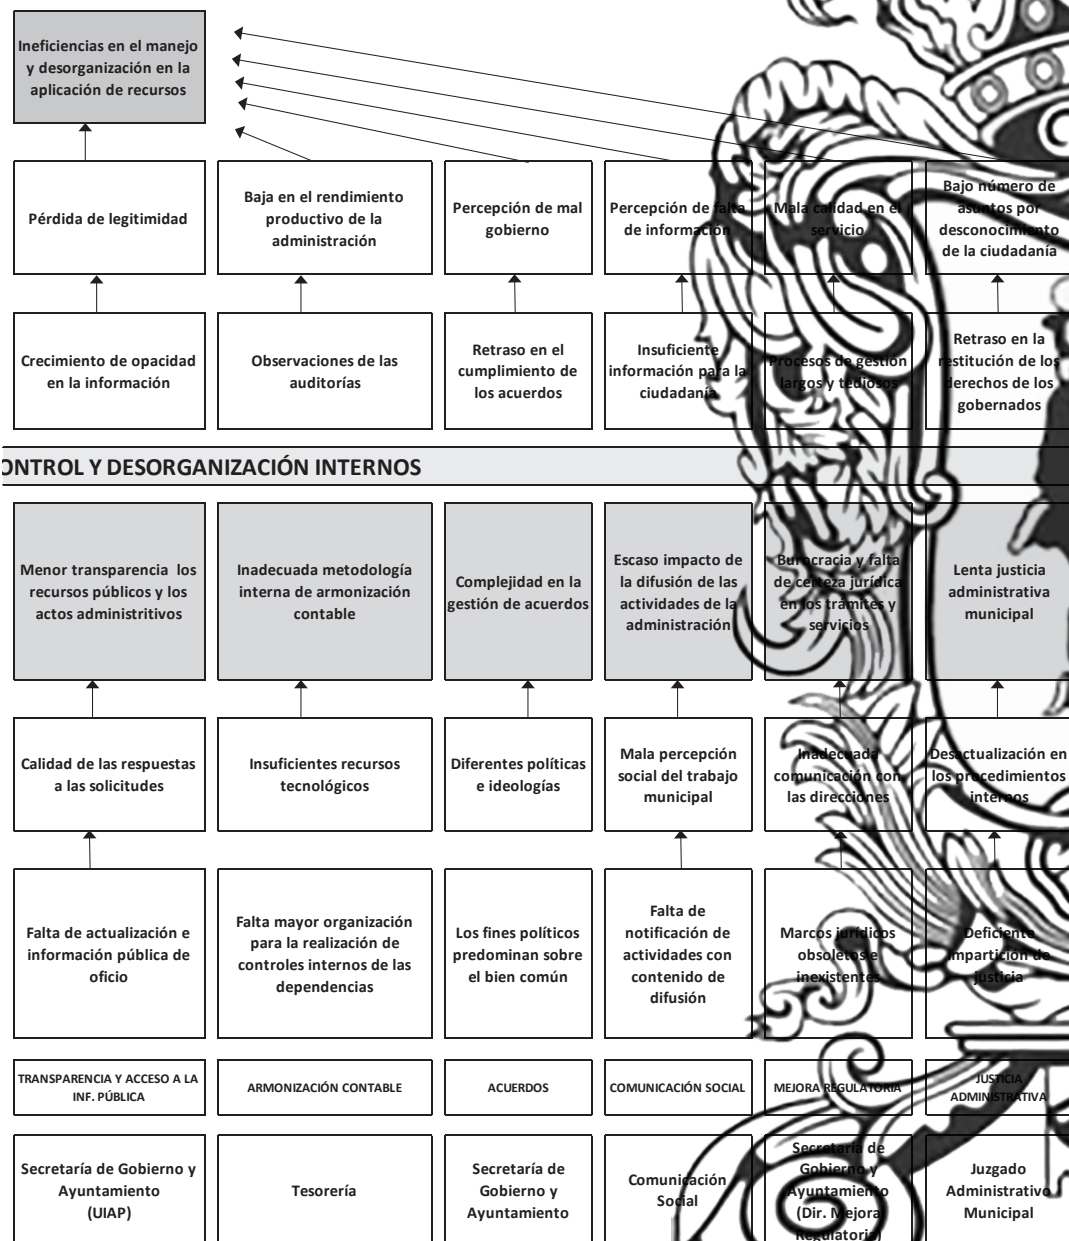 Ineficiencias en el manejo
y desorganización en la
aplicación de recursos
Pérdida de legitimidad
Baja en el rendimiento
productivo de la
administración
Percepción de mal
gobierno
Percepción de falta
de información
Mala calidad en el
servicio
Bajo número de
asuntos por
desconocimiento
de la ciudadanía
Crecimiento de opacidad
en la información
Observaciones de las
auditorías
Retraso en el
cumplimiento de
los acuerdos
Insuficiente
información para la
ciudadanía
Procesos de gestión
largos y tediosos
Retraso en la
restitución de los
derechos de los
gobernados
ONTROL Y DESORGANIZACIÓN INTERNOS
Menor transparencia los
recursos públicos y los
actos administritivos
Inadecuada metodología
interna de armonización
contable
Complejidad en la
gestión de acuerdos
Escaso impacto de
la difusión de las
actividades de la
administración
Burocracia y falta
de certeza jurídica
en los trámites y
servicios
Lenta justicia
administrativa
municipal
Calidad de las respuestas
a las solicitudes
Insuficientes recursos
tecnológicos
Diferentes políticas
e ideologías
Mala percepción
social del trabajo
municipal
Inadecuada
comunicación con
las direcciones
Desactualización en
los procedimientos
internos
Falta de actualización e
información pública de
oficio
Falta mayor organización
para la realización de
controles internos de las
dependencias
Los fines políticos
predominan sobre
el bien común
Falta de
notificación de
actividades con
contenido de
difusión
Marcos jurídicos
obsoletos e
inexistentes
Deficiente
impartición de
justicia
TRANSPARENCIA Y ACCESO A LA
INF. PÚBLICA
ARMONIZACIÓN CONTABLE
ACUERDOS
COMUNICACIÓN SOCIAL
MEJORA REGULATORIA
JUSTICIA
ADMINISTRATIVA
Secretaría de Gobierno y
Ayuntamiento
(UIAP)
Tesorería
Secretaría de
Gobierno y
Ayuntamiento
Comunicación
Social
Secretaría de
Gobierno y
Ayuntamiento
(Dir. Mejora
Regulatoria)
Juzgado
Administrativo
Municipal